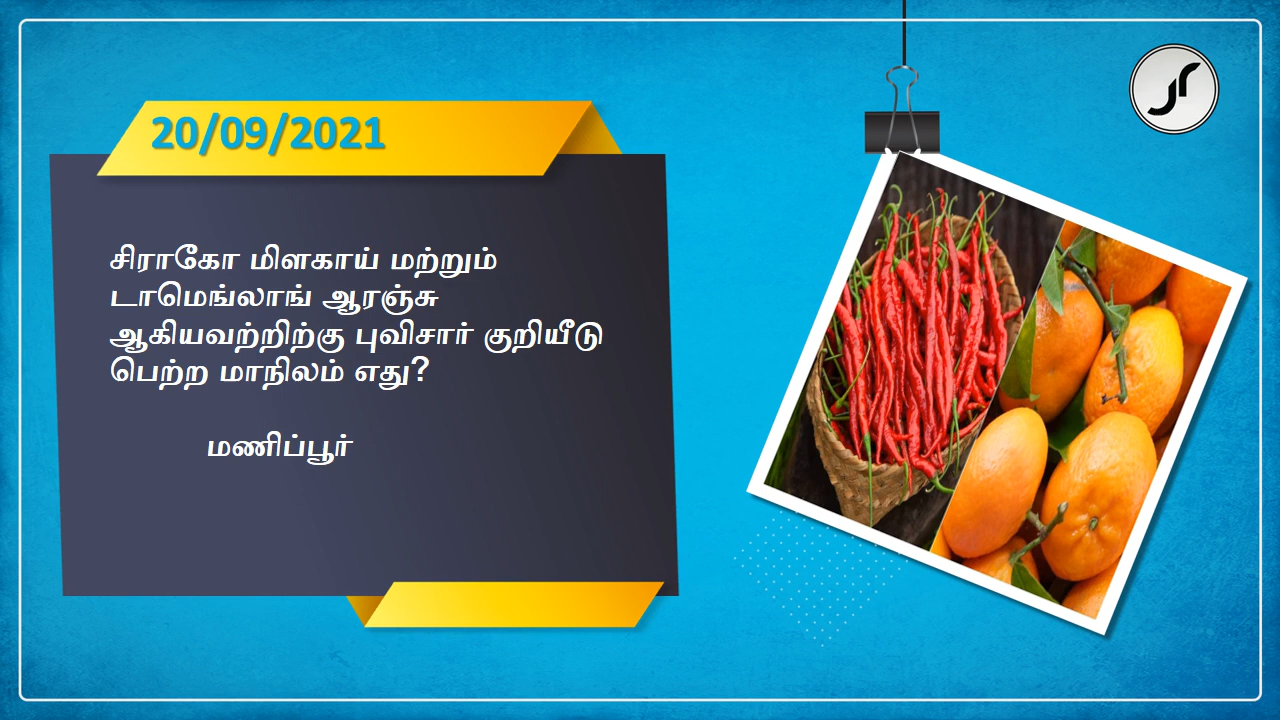 20/09/2021
சிராகோ மிளகாய் மற்றும்
டாமெங்லாங் ஆரஞ்சு
ஆகியவற்றிற்கு புவிசார் குறியீடு
பெற்ற மாநிலம் எது?
மணிப்பூர்